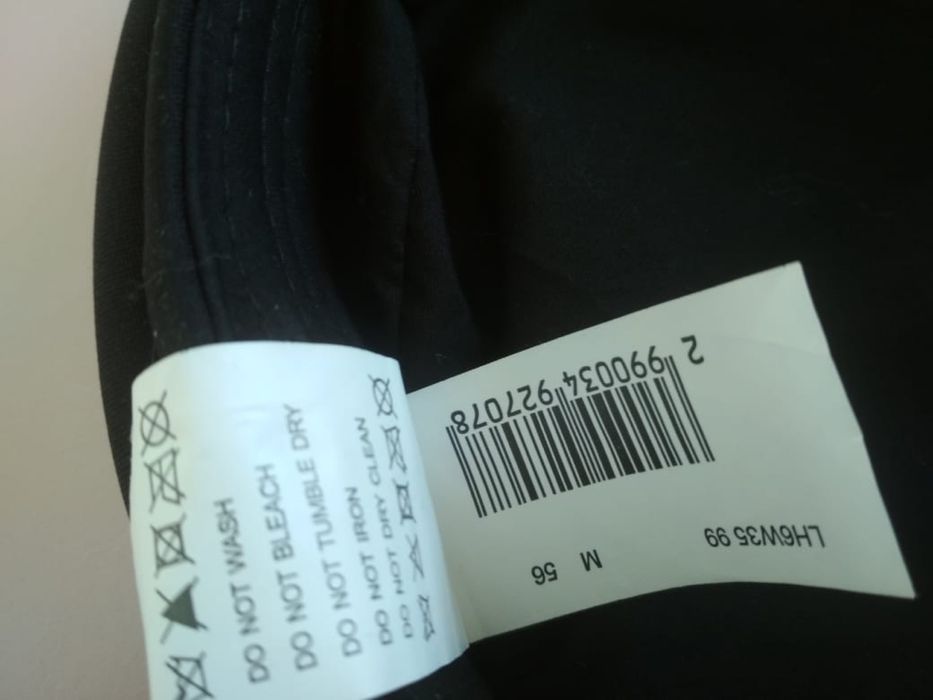 DO NOT WASH
DO NOT BLEACH
DO NOT TUMBLE DRY
DO NOT IRON
DO NOT DRY CLEAN
LH6W35 99
M 56
2 990034 927078